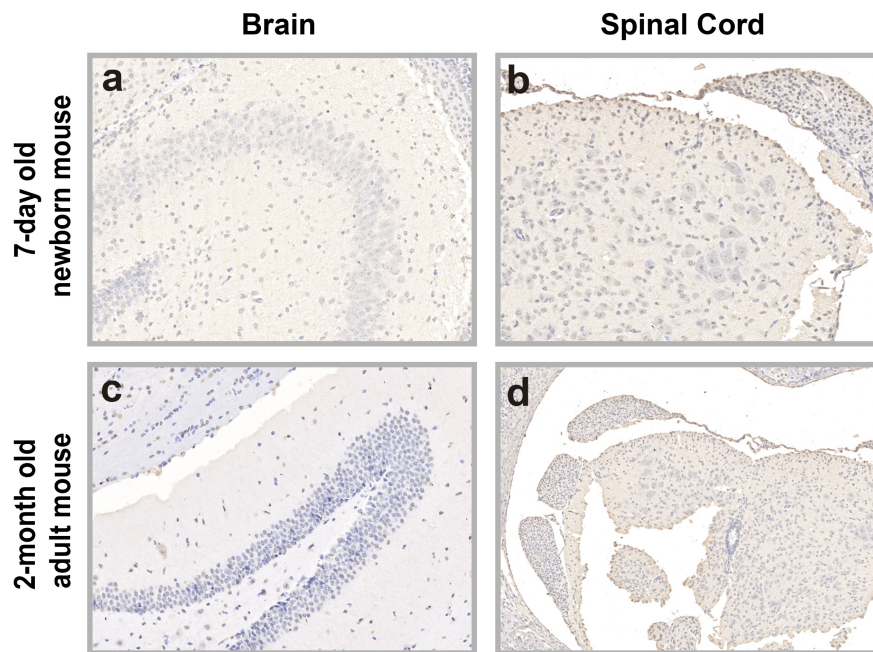 Brain
Spinal Cord
7-day old
newborn mouse
a
b
2-month old
adult mouse
c
d